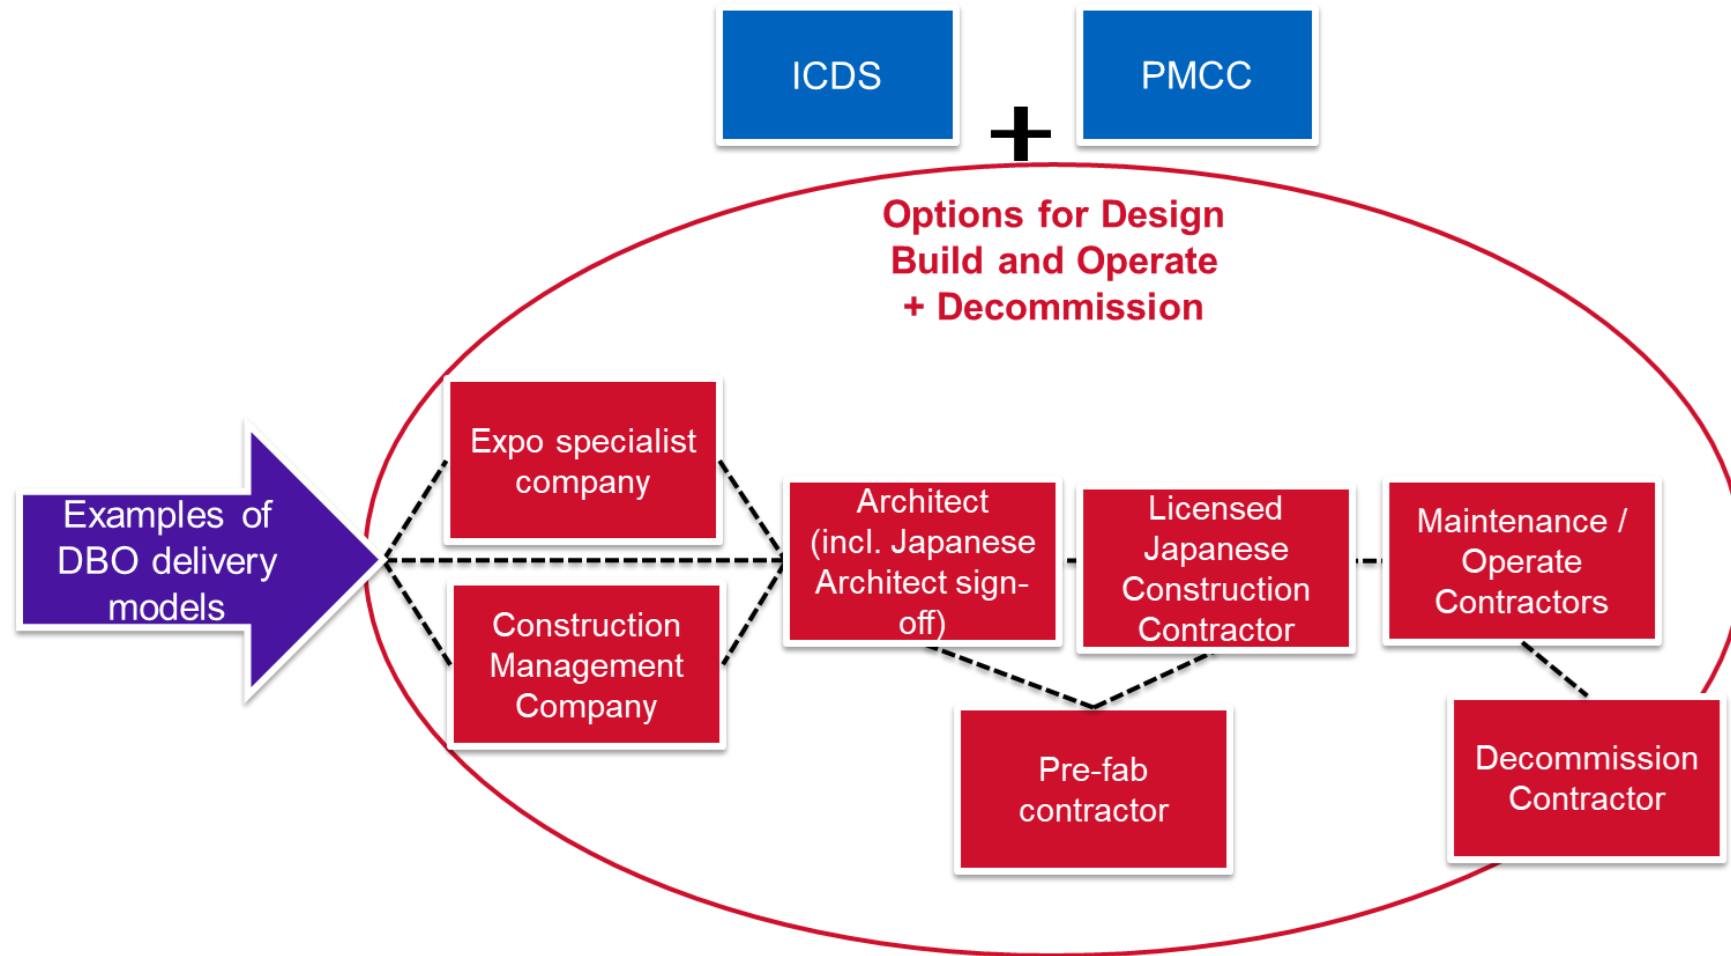 ICDS
PMCC
+
Options for Design
Build and Operate
+ Decommission
Examples of
DBO delivery
models
Expo specialist
company
Construction
Management
Company
Architect
(incl. Japanese
Architect sign-
off)
Licensed
Japanese
Construction
Contractor
Maintenance /
Operate
Contractors
Pre-fab
contractor
Decommission
Contractor